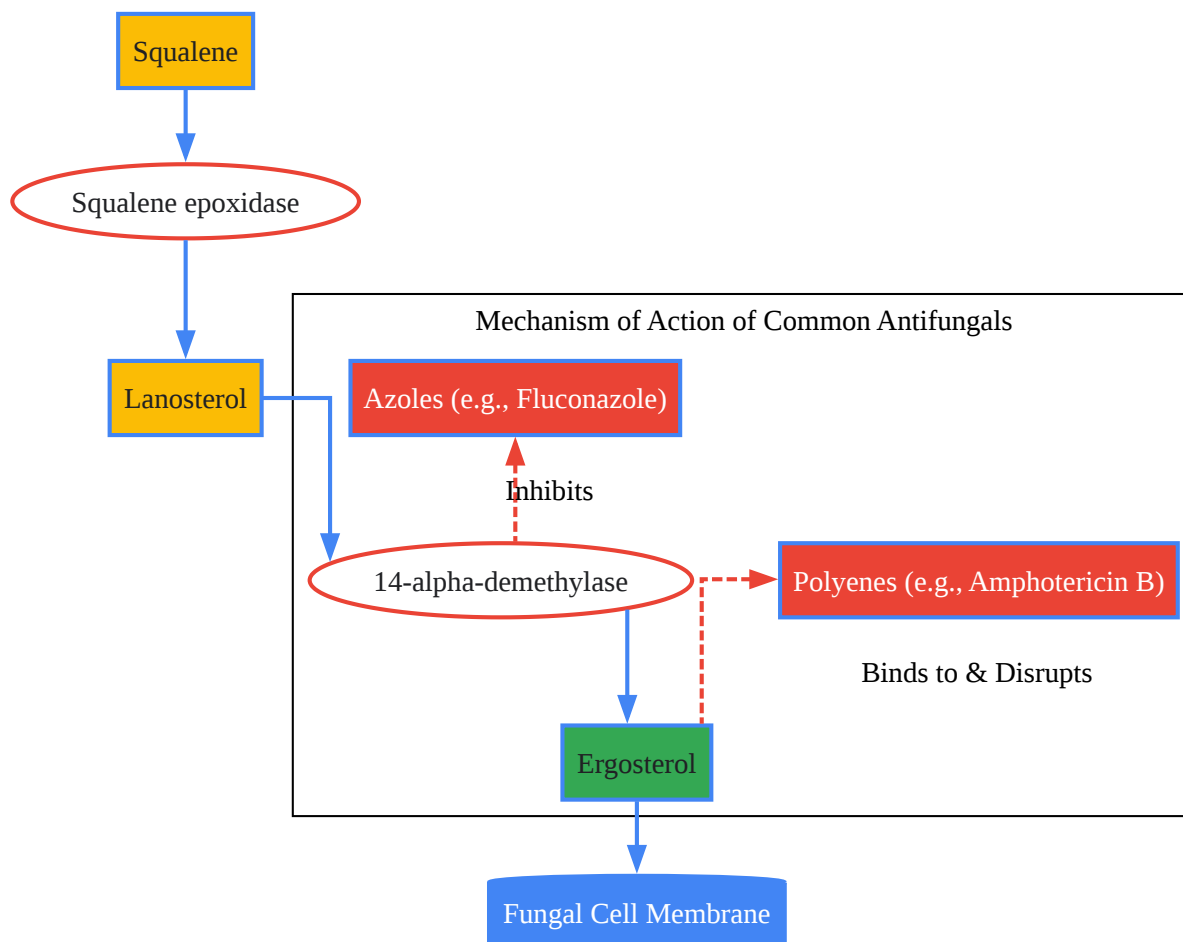 Squalene
Squalene epoxidase
Mechanism of Action of Common Antifungals
Lanosterol
Azoles (e.g., Fluconazole)
Inhibits
14-alpha-demethylase
Polyenes (e.g., Amphotericin B)
Binds to & Disrupts
Ergosterol
Fungal Cell Membrane